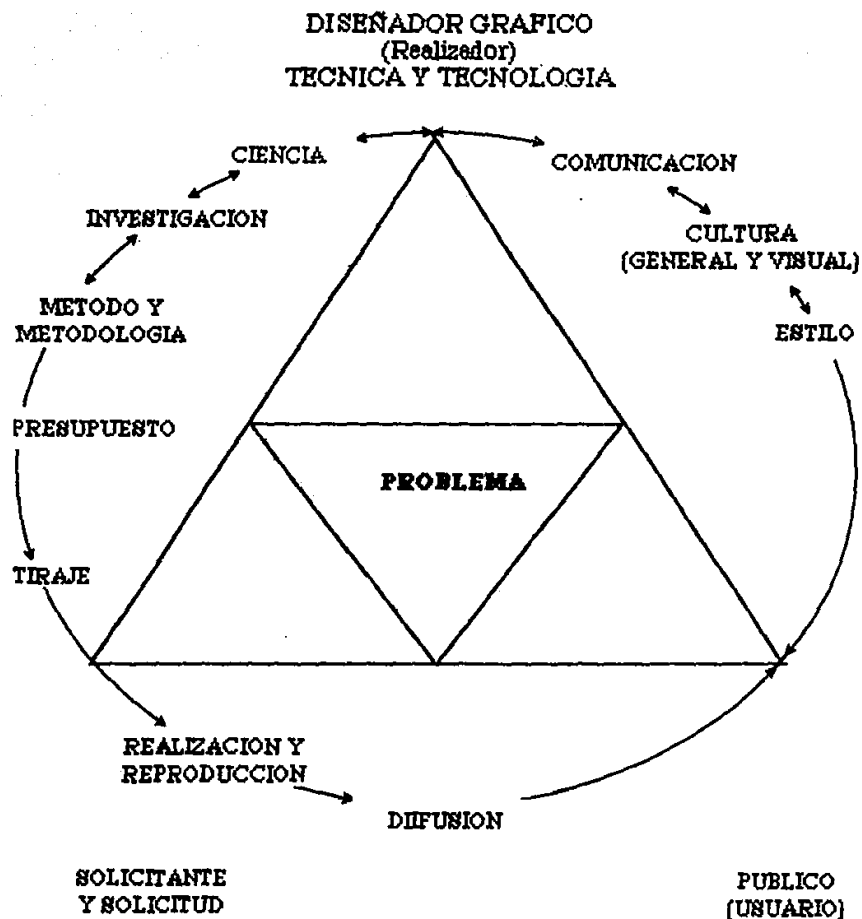 DISEÑADOR GRAFICO
(Realizador)
TECNICA Y TECNOLOGIA
CIENCIA
COMUNICACION
INVESTIGACION
CULTURA
(GENERAL Y VISUAL)
METODO Y
METODOLOGIA
ESTILO
PRESUPUESTO
PROBLEMA
TIRAJE
REALIZACION Y
REPRODUCCION
DIIFUSION
SOLICITANTE
Y SOLICITUD
PUBLICO
(USUARIO)